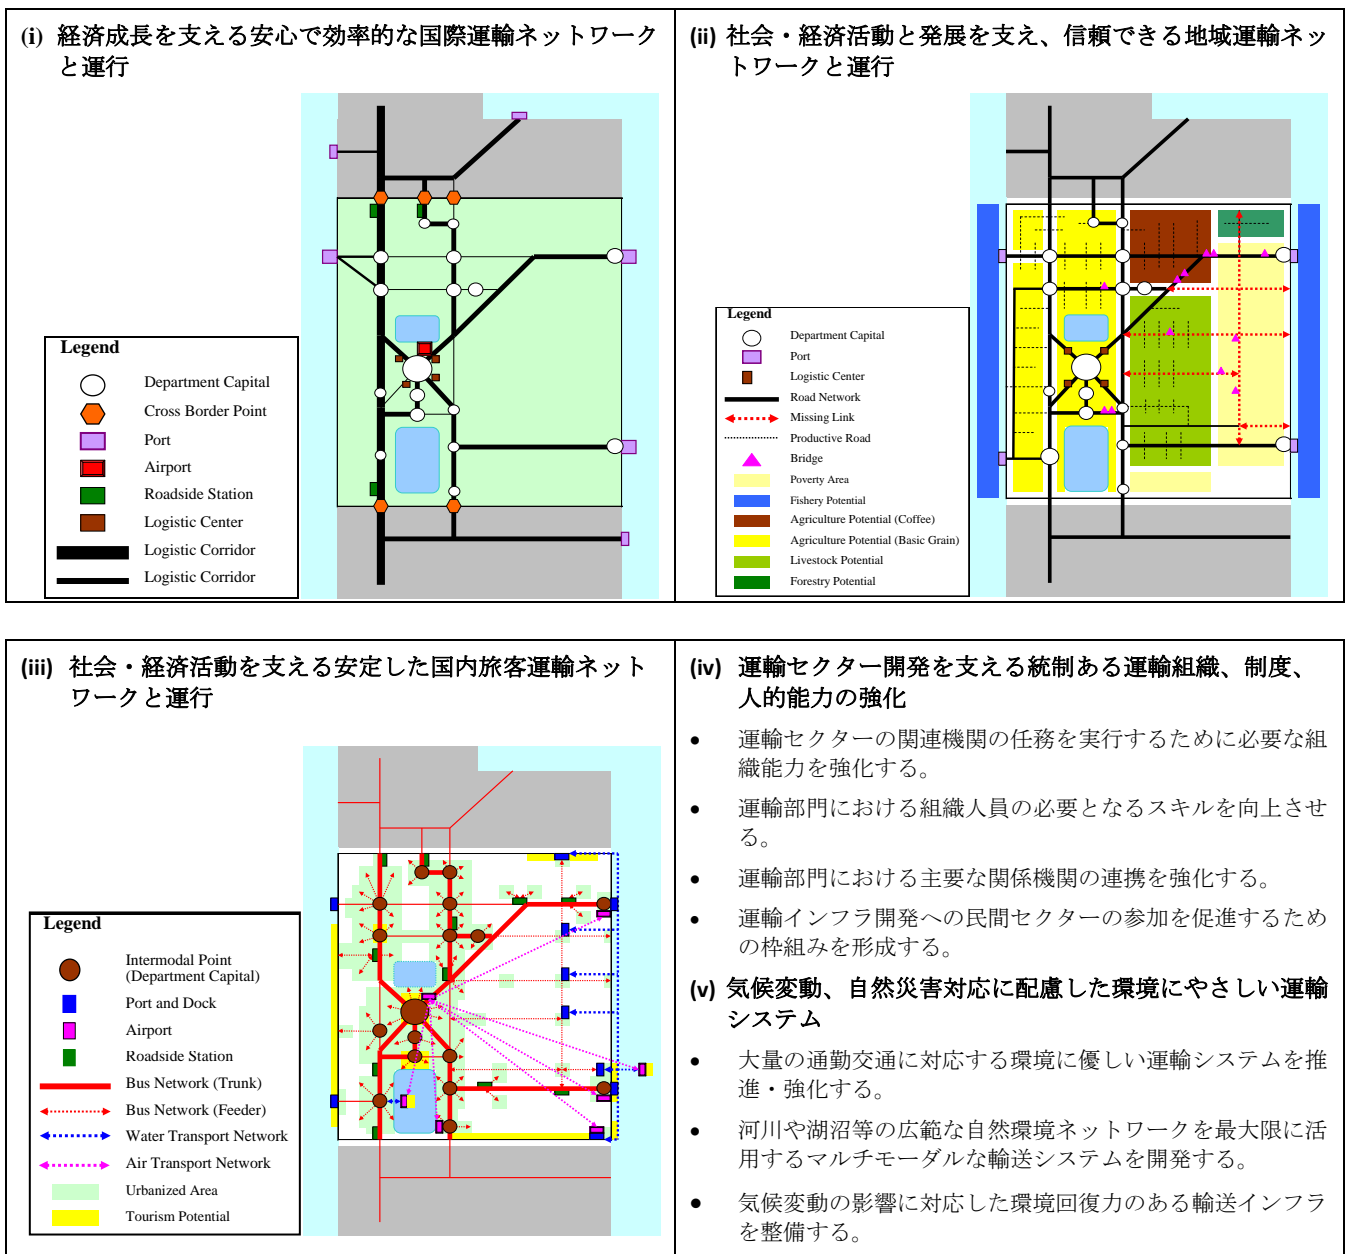 (i) 経済成長を支える安心で効率的な国際運輸ネットワーク
と運行
Legend
Department Capital
Cross Border Point
Port
Airport
Roadside Station
Logistic Center
Logistic Corridor
Logistic Corridor
(ii) 社会・経済活動と発展を支え、信頼できる地域運輸ネッ
トワークと運行
Legend
Department Capital
Port
Logistic Center
Road Network
Missing Link
Productive Road
Bridge
Poverty Area
Fishery Potential
Agriculture Potential (Coffee)
Agriculture Potential (Basic Grain)
Livestock Potential
Forestry Potential
(iii) 社会・経済活動を支える安定した国内旅客運輸ネット
ワークと運行
Legend
Intermodal Point
(Department Capital)
Port and Dock
Airport
Roadside Station
Bus Network (Trunk)
Bus Network (Feeder)
Water Transport Network
Air Transport Network
Urbanized Area
Tourism Potential
(iv) 運輸セクター開発を支える統制ある運輸組織、制度、
人的能力の強化
• 運輸セクターの関連機関の任務を実行するために必要な組
織能力を強化する。
• 運輸部門における組織人員の必要となるスキルを向上させ
る。
• 運輸部門における主要な関係機関の連携を強化する。
• 運輸インフラ開発への民間セクターの参加を促進するため
の枠組みを形成する。
(v) 気候変動、自然災害対応に配慮した環境にやさしい運輸
システム
• 大量の通勤交通に対応する環境に優しい運輸システムを推
進・強化する。
• 河川や湖沼等の広範な自然環境ネットワークを最大限に活
用するマルチモーダルな輸送システムを開発する。
• 気候変動の影響に対応した環境回復力のある輸送インフラ
を整備する。